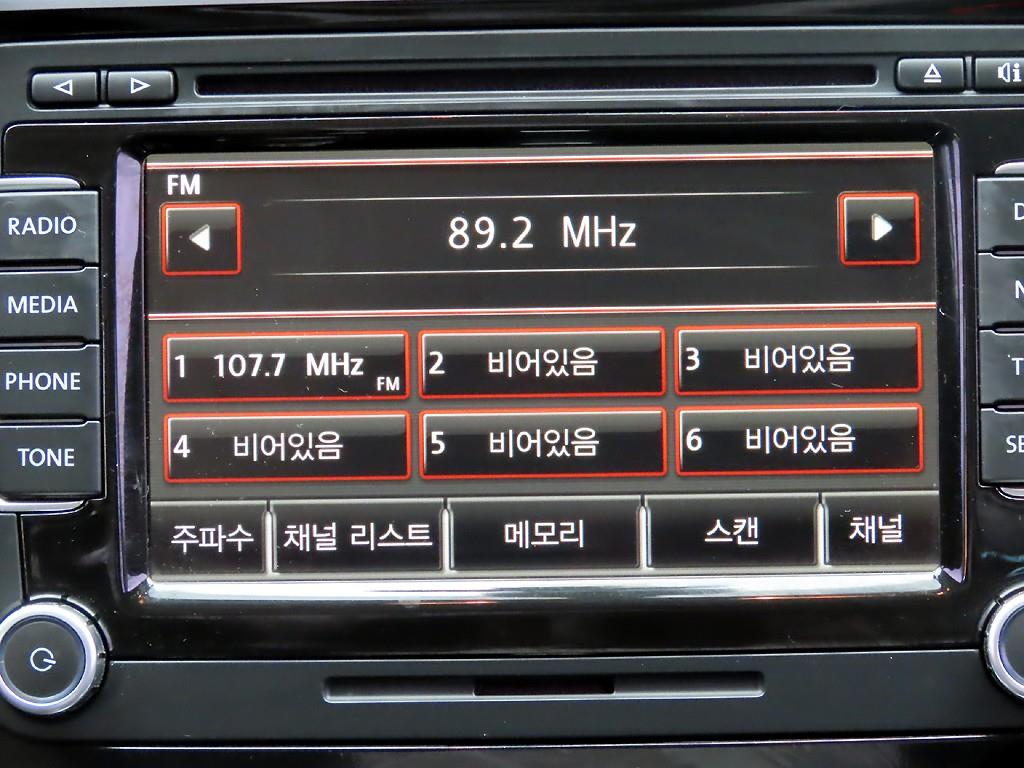 FM
RADIO
89.2 MHz
MEDIA
1 107.7 MHz FM
2 비어있음
3 비어있음
PHONE
4 비어있음
5 비어있음
6 비어있음
TONE
주파수
채널 리스트
메모리
스캔
채널